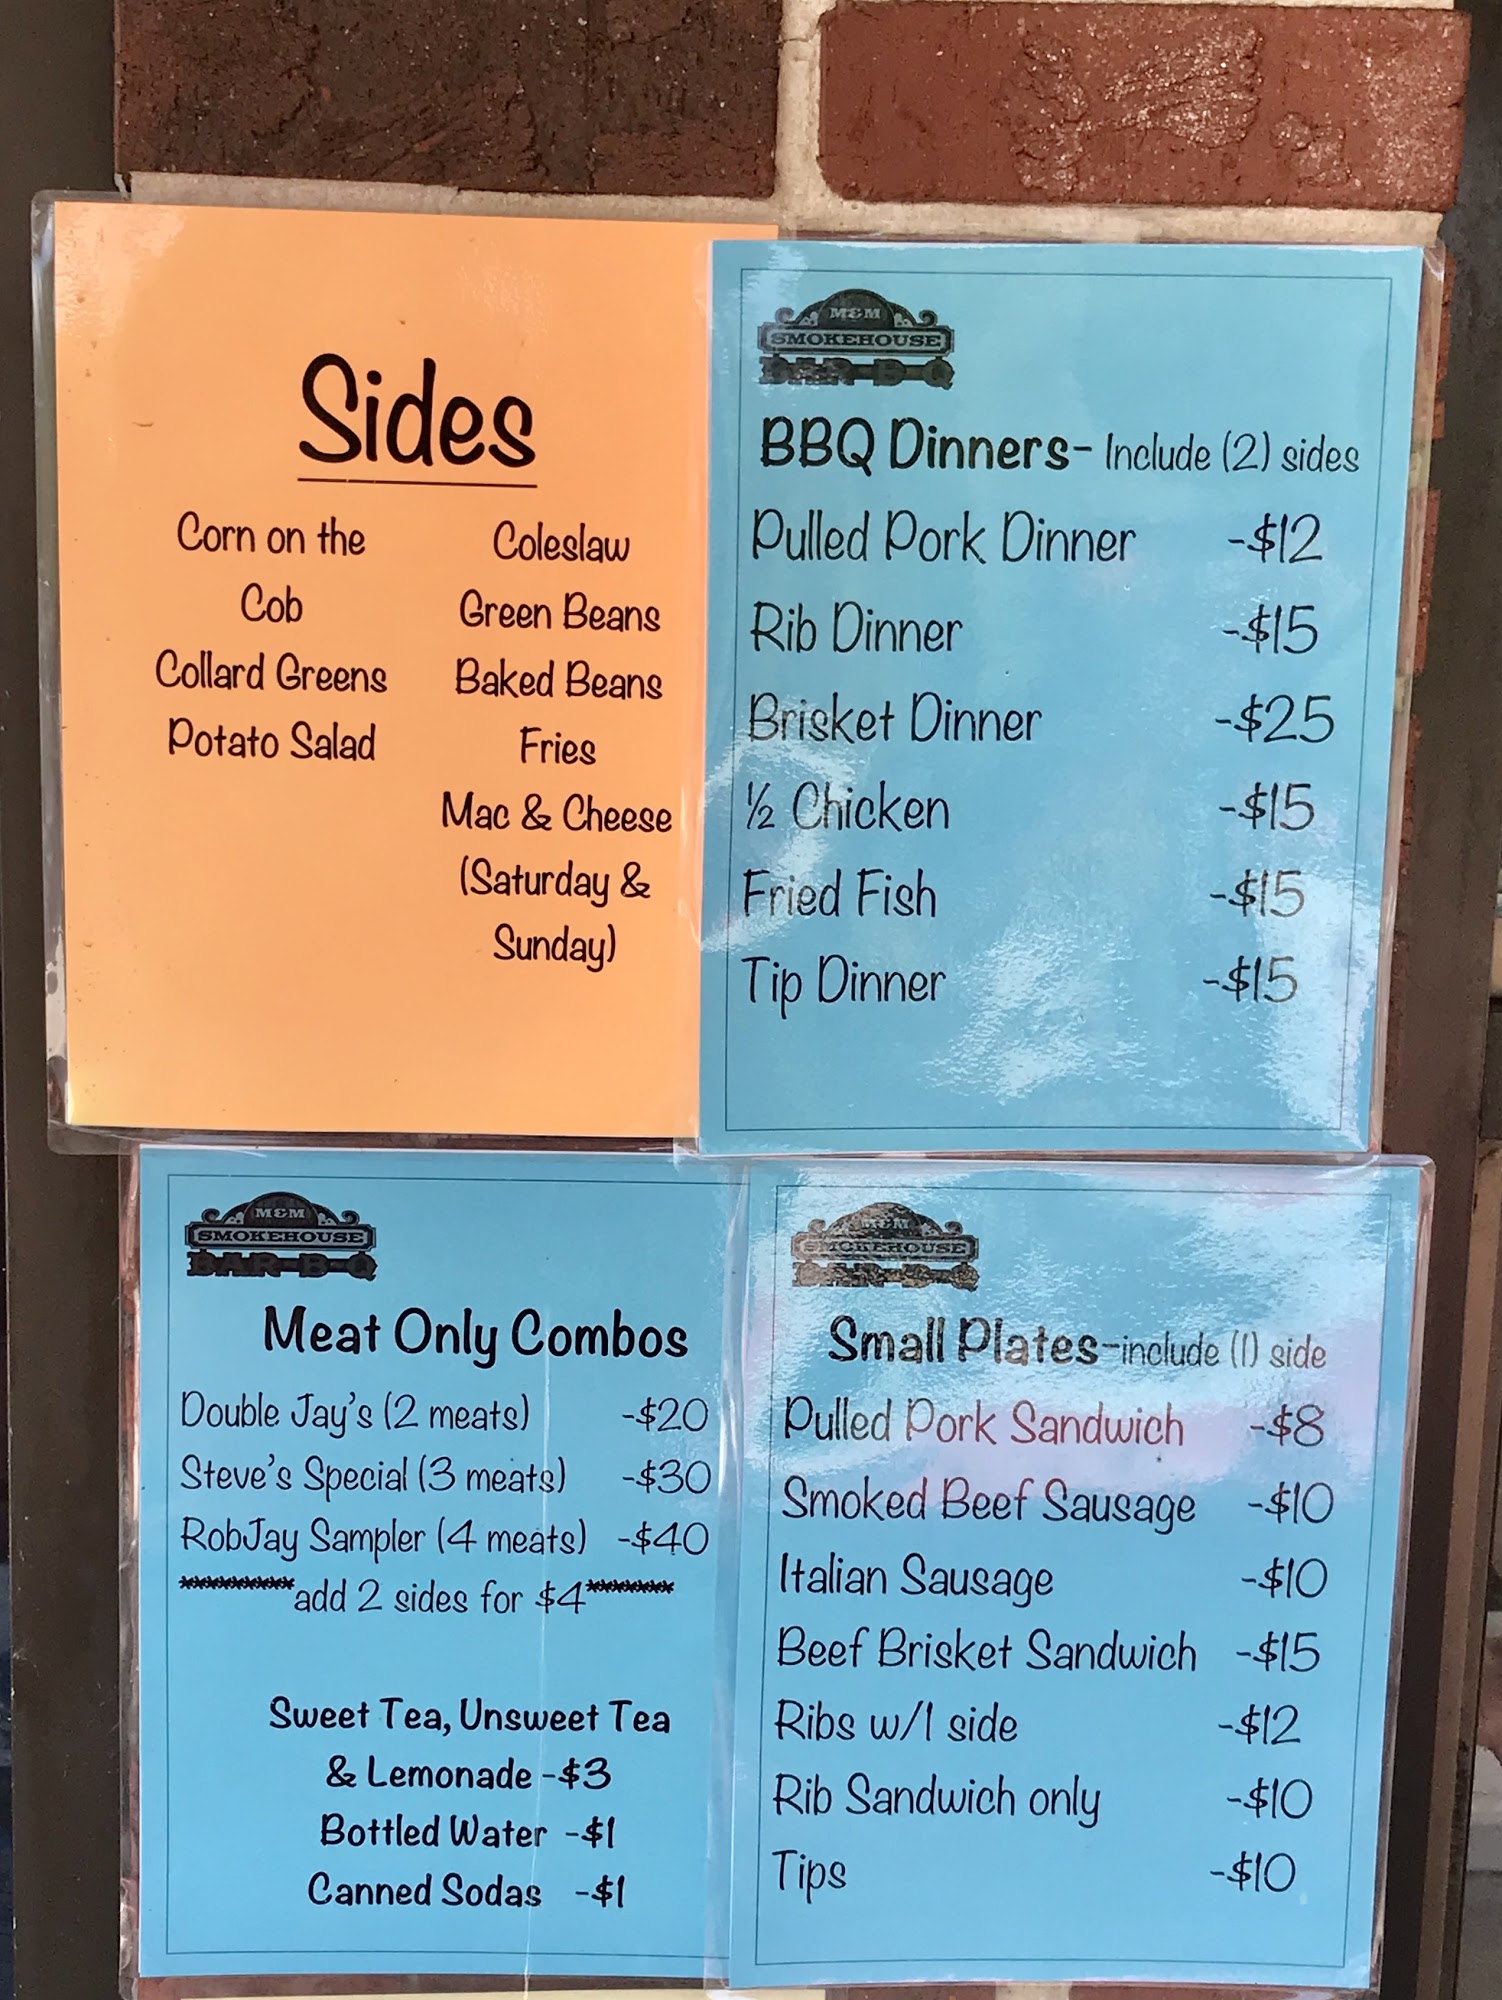 Sides
Corn on the
Cob
Collard Greens
Potato Salad
Coleslaw
Green Beans
Baked Beans
Fries
Mac & Cheese
(Saturday &
Sunday)
M&M
SMOKEHOUSE
BAR-B-Q
BBQ Dinners- Include (2) sides
Pulled Pork Dinner -$12
Rib Dinner -$15
Brisket Dinner -$25
½ Chicken -$15
Fried Fish -$15
Tip Dinner -$15
M&M
SMOKEHOUSE
BAR-B-Q
Meat Only Combos
Double Jay's (2 meats) -$20
Steve's Special (3 meats) -$30
RobJay Sampler (4 meats) -$40
**********add 2 sides for $4********
Sweet Tea, Unsweet Tea
& Lemonade -$3
Bottled Water -$1
Canned Sodas -$1
M&M
SMOKEHOUSE
BAR-B-Q
Small Plates-include (1) side
Pulled Pork Sandwich -$8
Smoked Beef Sausage -$10
Italian Sausage -$10
Beef Brisket Sandwich -$15
Ribs w/1 side -$12
Rib Sandwich only -$10
Tips -$10